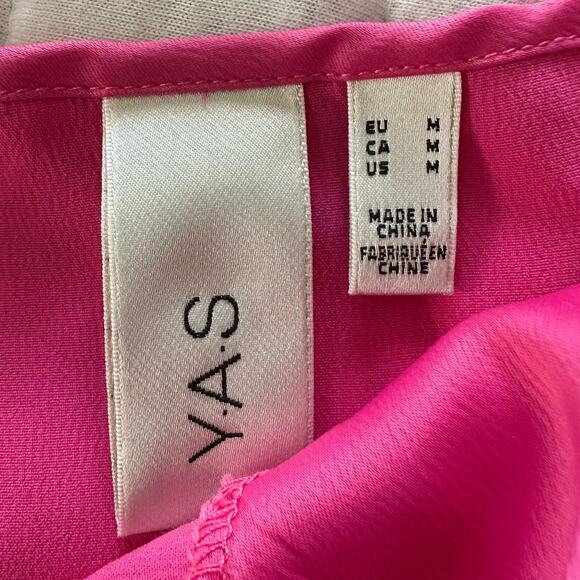 Y.A.S
EU M
CA M
US M
MADE IN
CHINA
FABRIQUÉ EN
CHINE